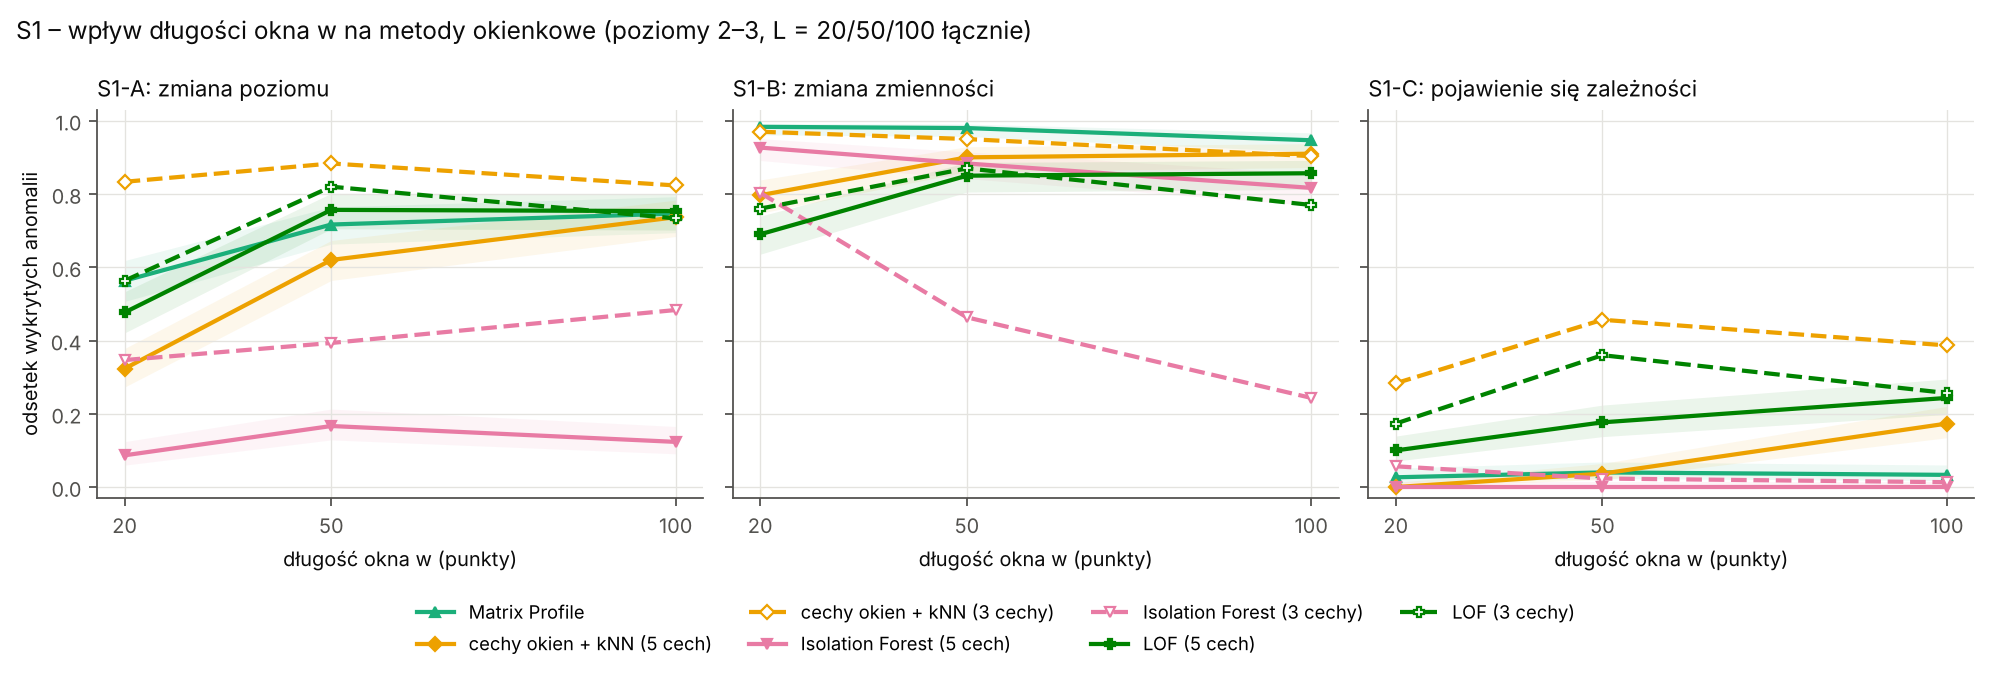 S1 – wpływ długości okna w na metody okienkowe (poziomy 2–3, L = 20/50/100 łącznie)
S1-A: zmiana poziomu
S1-B: zmiana zmienności
S1-C: pojawienie się zależności
odsetek wykrytych anomalii
1.0
0.8
0.6
0.4
0.2
0.0
20 50 100
20 50 100
20 50 100
długość okna w (punkty)
długość okna w (punkty)
długość okna w (punkty)
Matrix Profile
cechy okien + kNN (5 cech)
cechy okien + kNN (3 cechy)
Isolation Forest (5 cech)
Isolation Forest (3 cechy)
LOF (5 cech)
LOF (3 cechy)